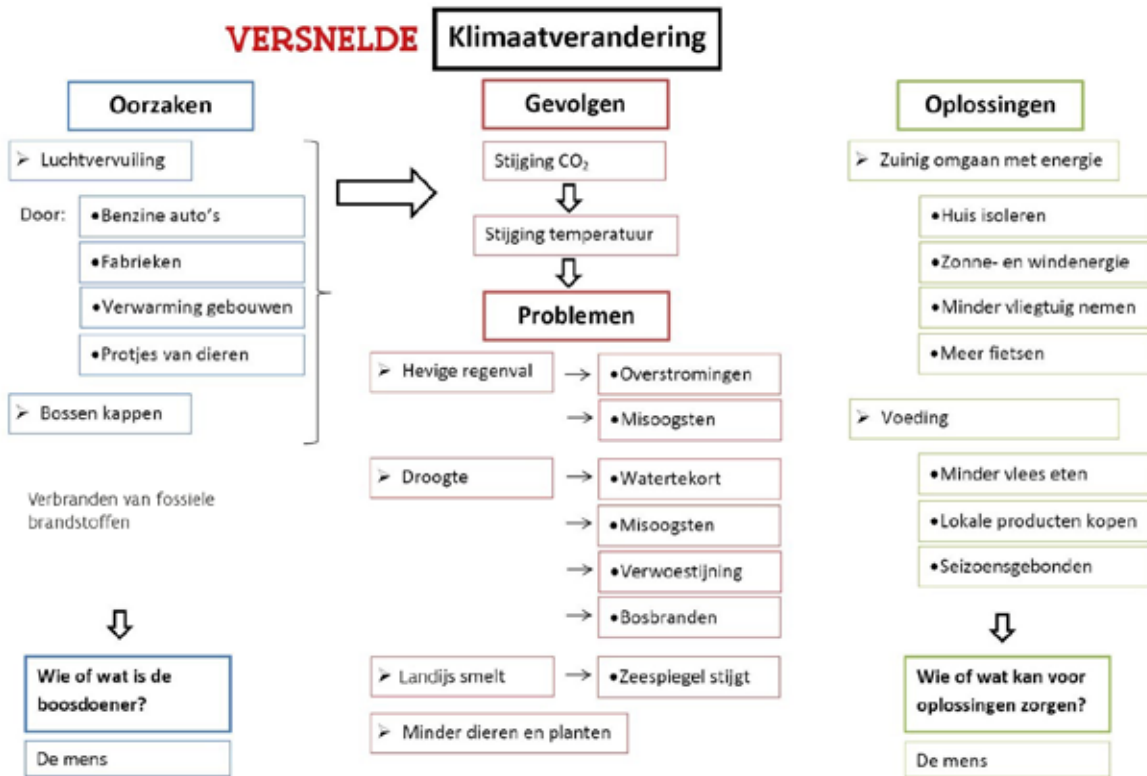 VERSNELDE Klimaatverandering
Oorzaken
➢ Luchtvervuiling
Door:
•Benzine auto's
•Fabrieken
•Verwarming gebouwen
•Protjes van dieren
➢ Bossen kappen
Verbranden van fossiele
brandstoffen
Wie of wat is de
boosdoener?
De mens
Gevolgen
Stijging CO₂
Stijging temperatuur
Problemen
➢ Hevige regenval
•Overstromingen
•Misoogsten
➢ Droogte
•Watertekort
•Misoogsten
•Verwoestijning
•Bosbranden
➢ Landijs smelt
•Zeespiegel stijgt
➢ Minder dieren en planten
Oplossingen
➢ Zuinig omgaan met energie
•Huis isoleren
•Zonne- en windenergie
•Minder vliegtuig nemen
•Meer fietsen
➢ Voeding
•Minder vlees eten
•Lokale producten kopen
•Seizoensgebonden
Wie of wat kan voor
oplossingen zorgen?
De mens